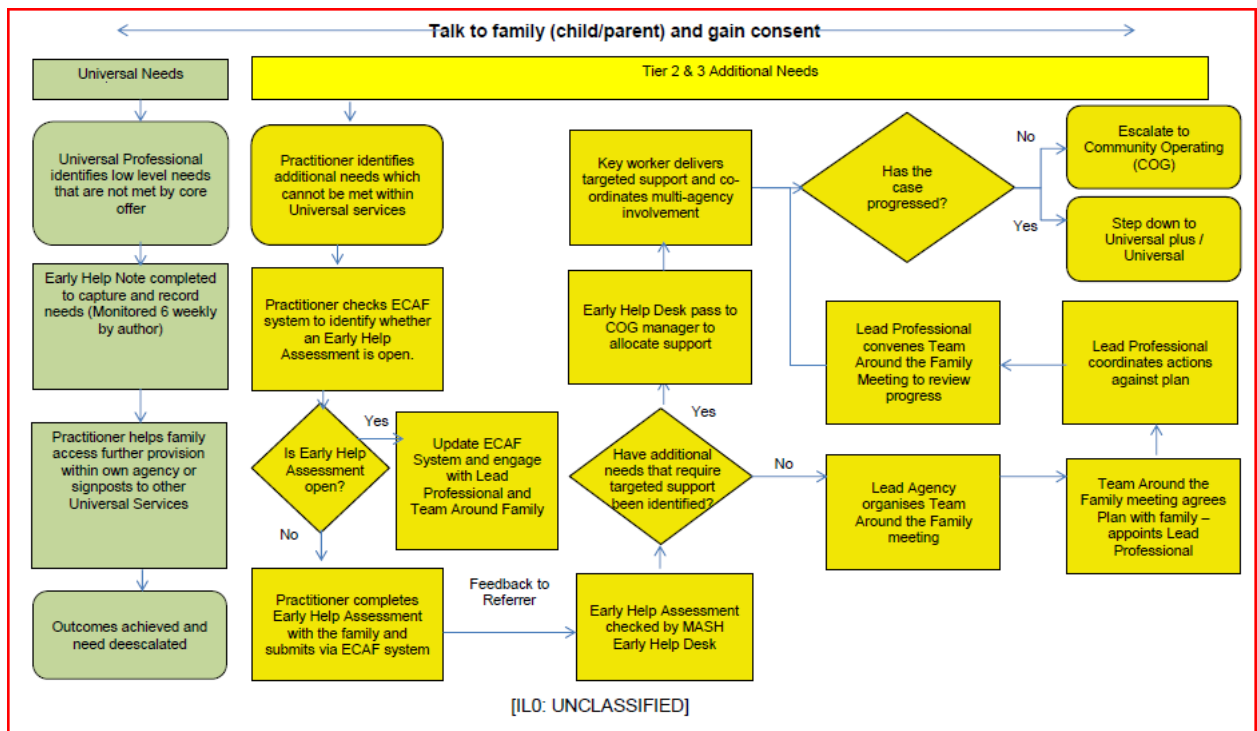 Talk to family (child/parent) and gain consent
Universal Needs
Tier 2 & 3 Additional Needs
Universal Professional
identifies low level needs
that are not met by core
offer
Early Help Note completed
to capture and record
needs (Monitored 6 weekly
by author)
Practitioner helps family
access further provision
within own agency or
signposts to other
Universal Services
Outcomes achieved and
need deescalated
Practitioner identifies
additional needs which
cannot be met within
Universal services
Practitioner checks ECAF
system to identify whether
an Early Help
Assessment is open.
Is Early Help
Assessment
open?
Yes
Update ECAF
System and engage
with Lead
Professional and
Team Around Family
No
Practitioner completes
Early Help Assessment
with the family and
submits via ECAF system
Feedback to
Referrer
Early Help Assessment
checked by MASH
Early Help Desk
Have additional
needs that require
targeted support
been identified?
Yes
Early Help Desk pass to
COG manager to
allocate support
Key worker delivers
targeted support and co-
ordinates multi-agency
involvement
No
Lead Agency
organises Team
Around the Family
meeting
Team Around the
Family meeting agrees
Plan with family –
appoints Lead
Professional
Lead Professional
coordinates actions
against plan
Lead Professional
convenes Team
Around the Family
Meeting to review
progress
Has the
case
progressed?
No
Escalate to
Community Operating
(COG)
Yes
Step down to
Universal plus /
Universal
[IL0: UNCLASSIFIED]